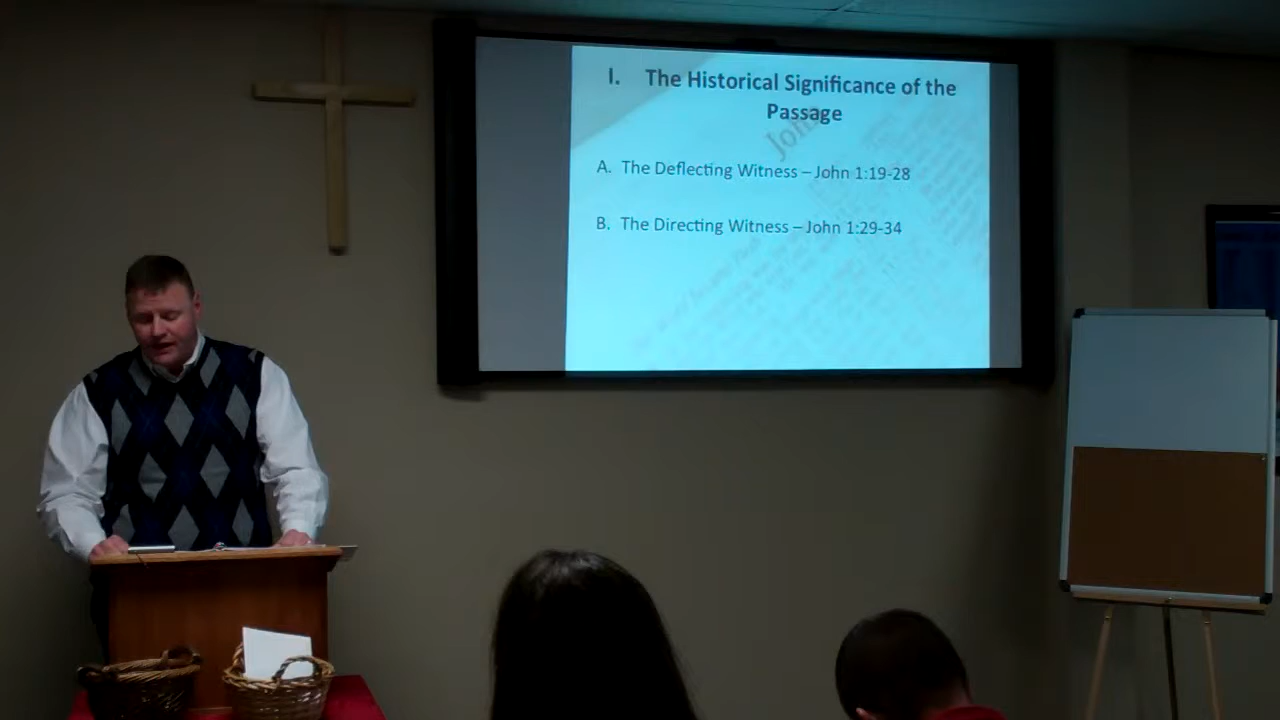 I. The Historical Significance of the
Passage
John
A. The Deflecting Witness – John 1:19-28
B. The Directing Witness – John 1:29-34